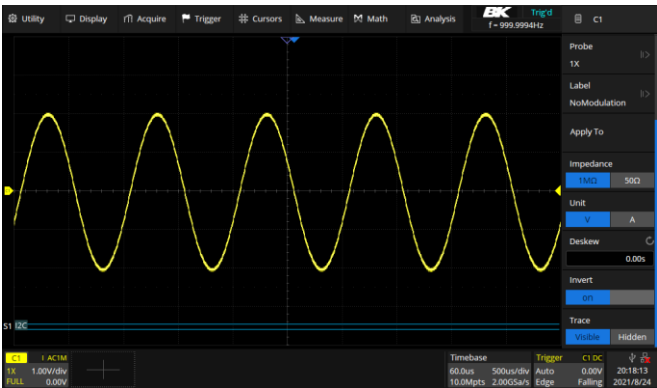 Utility Display Acquire Trigger Cursors Measure Math Analysis BK Trig'd C1
f = 999.9994Hz
Probe
1X
Label
NoModulation
Apply To
Impedance
1MΩ 50Ω
Unit
V A
Deskew
0.00s
Invert
on
Trace
Visible Hidden
S1 I2C
C1 I AC1M
1X 1.00V/div
FULL 0.00V
Timebase
60.0us 500us/div
10.0Mpts 2.00GSa/s
Trigger C1 DC
Auto 0.00V
Edge Falling
20:18:13
2021/8/24